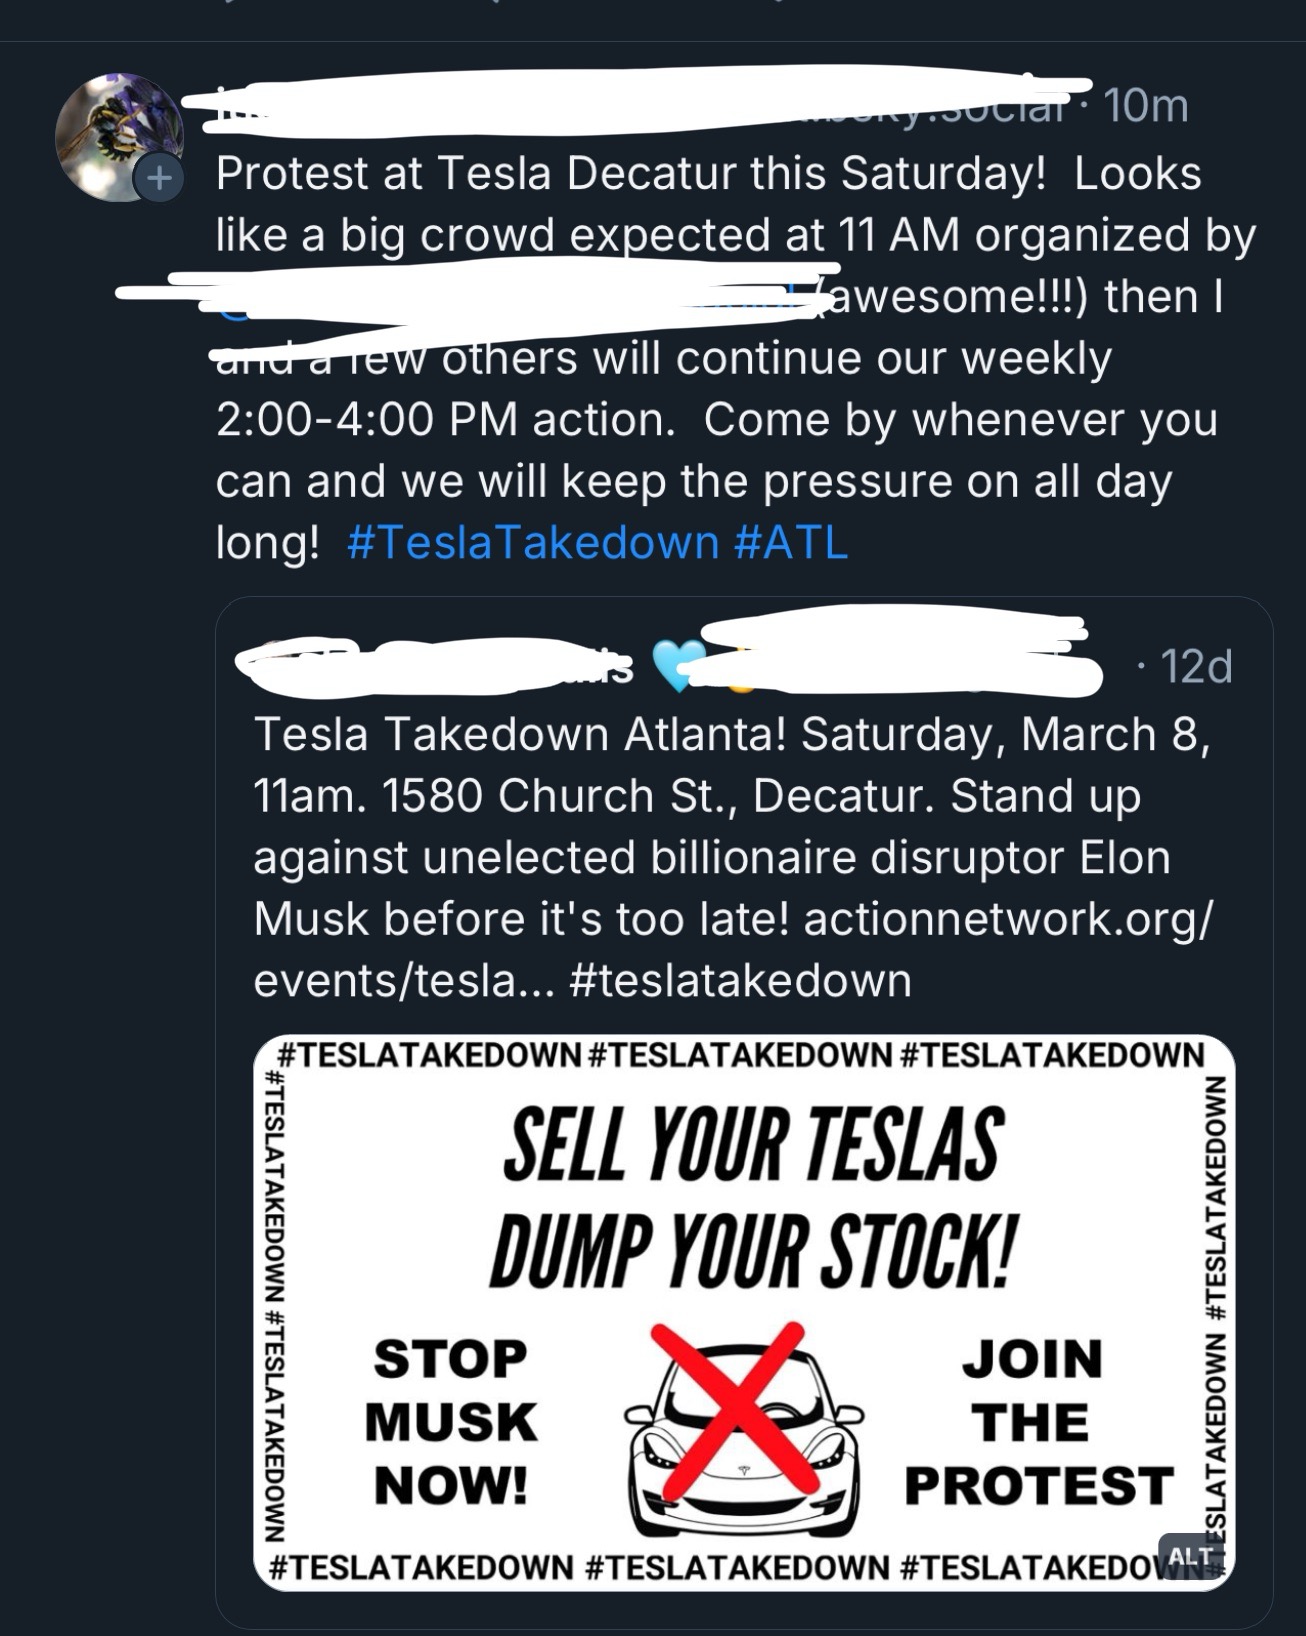 · 10m
Protest at Tesla Decatur this Saturday!  Looks
like a big crowd expected at 11 AM organized by
(awesome!!!) then I
and a few others will continue our weekly
2:00-4:00 PM action.  Come by whenever you
can and we will keep the pressure on all day
long!  #TeslaTakedown #ATL
· 12d
Tesla Takedown Atlanta! Saturday, March 8,
11am. 1580 Church St., Decatur. Stand up
against unelected billionaire disruptor Elon
Musk before it's too late! actionnetwork.org/
events/tesla... #teslatakedown
#TESLATAKEDOWN #TESLATAKEDOWN #TESLATAKEDOWN
#TESLATAKEDOWN #TESLATAKEDOWN
SELL YOUR TESLAS
DUMP YOUR STOCK!
STOP
MUSK
NOW!
JOIN
THE
PROTEST
#TESLATAKEDOWN #TESLATAKEDOWN
#TESLATAKEDOWN #TESLATAKEDOWN #TESLATAKEDOWN
ALT